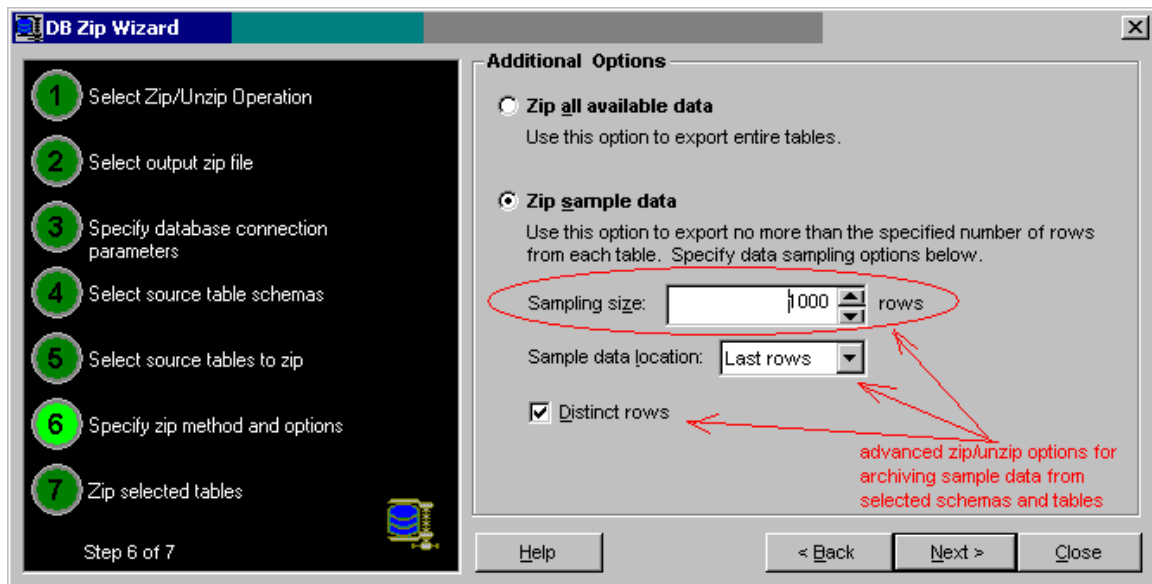 DB Zip Wizard
1 Select Zip/Unzip Operation
2 Select output zip file
3 Specify database connection
parameters
4 Select source table schemas
5 Select source tables to zip
6 Specify zip method and options
7 Zip selected tables
Step 6 of 7
Additional Options
Zip all available data
Use this option to export entire tables.
Zip sample data
Use this option to export no more than the specified number of rows
from each table. Specify data sampling options below.
Sampling size: 1000 rows
Sample data location: Last rows
Distinct rows
advanced zip/unzip options for
archiving sample data from
selected schemas and tables
Help < Back Next > Close